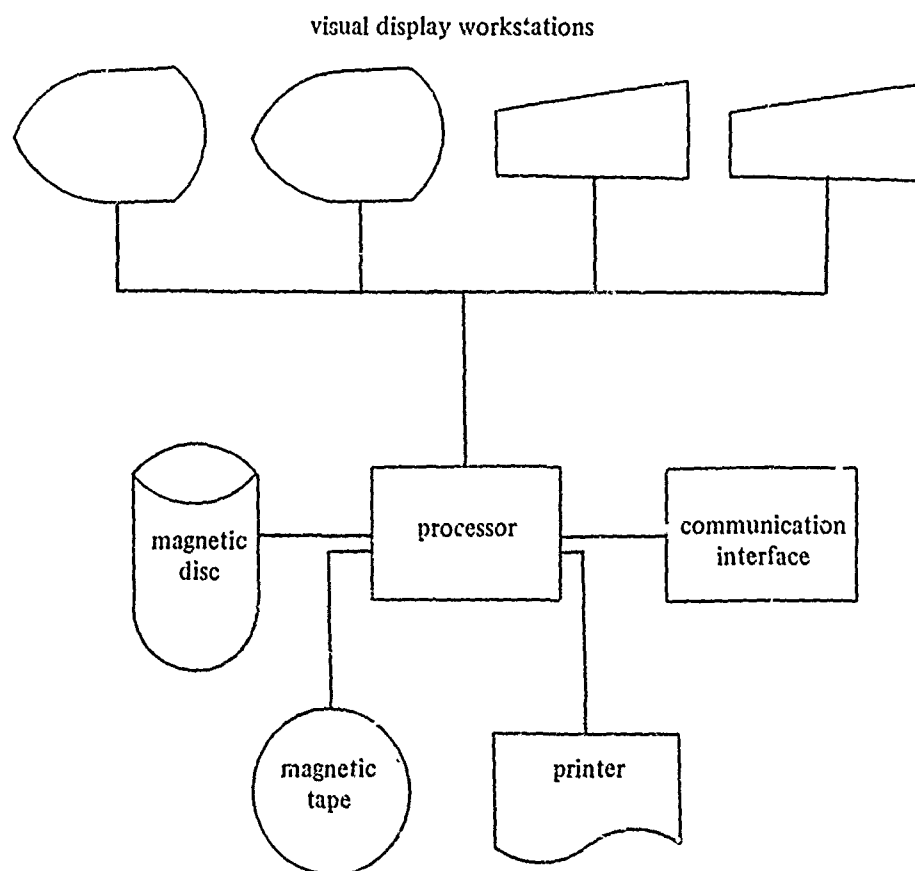 visual display workstations
processor
communication
interface
magnetic
disc
magnetic
tape
printer